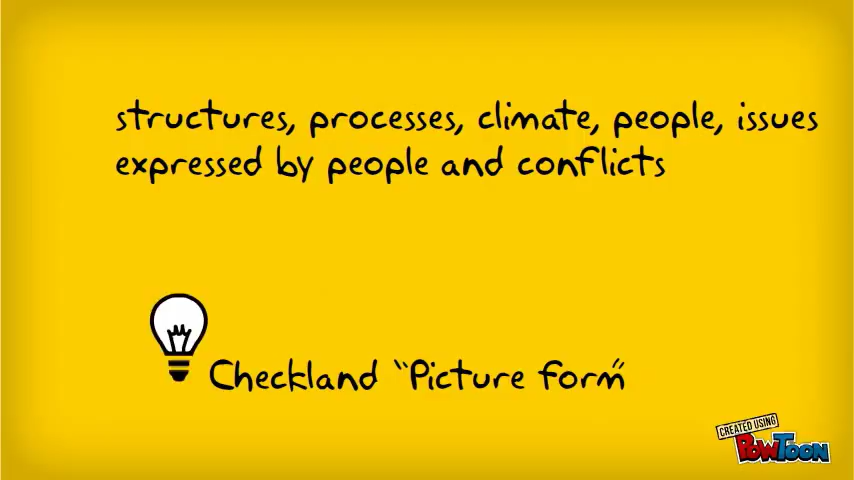 structures, processes, climate, people, issues
expressed by people and conflicts
Checkland “Picture form”
CREATED USING
POWTOON